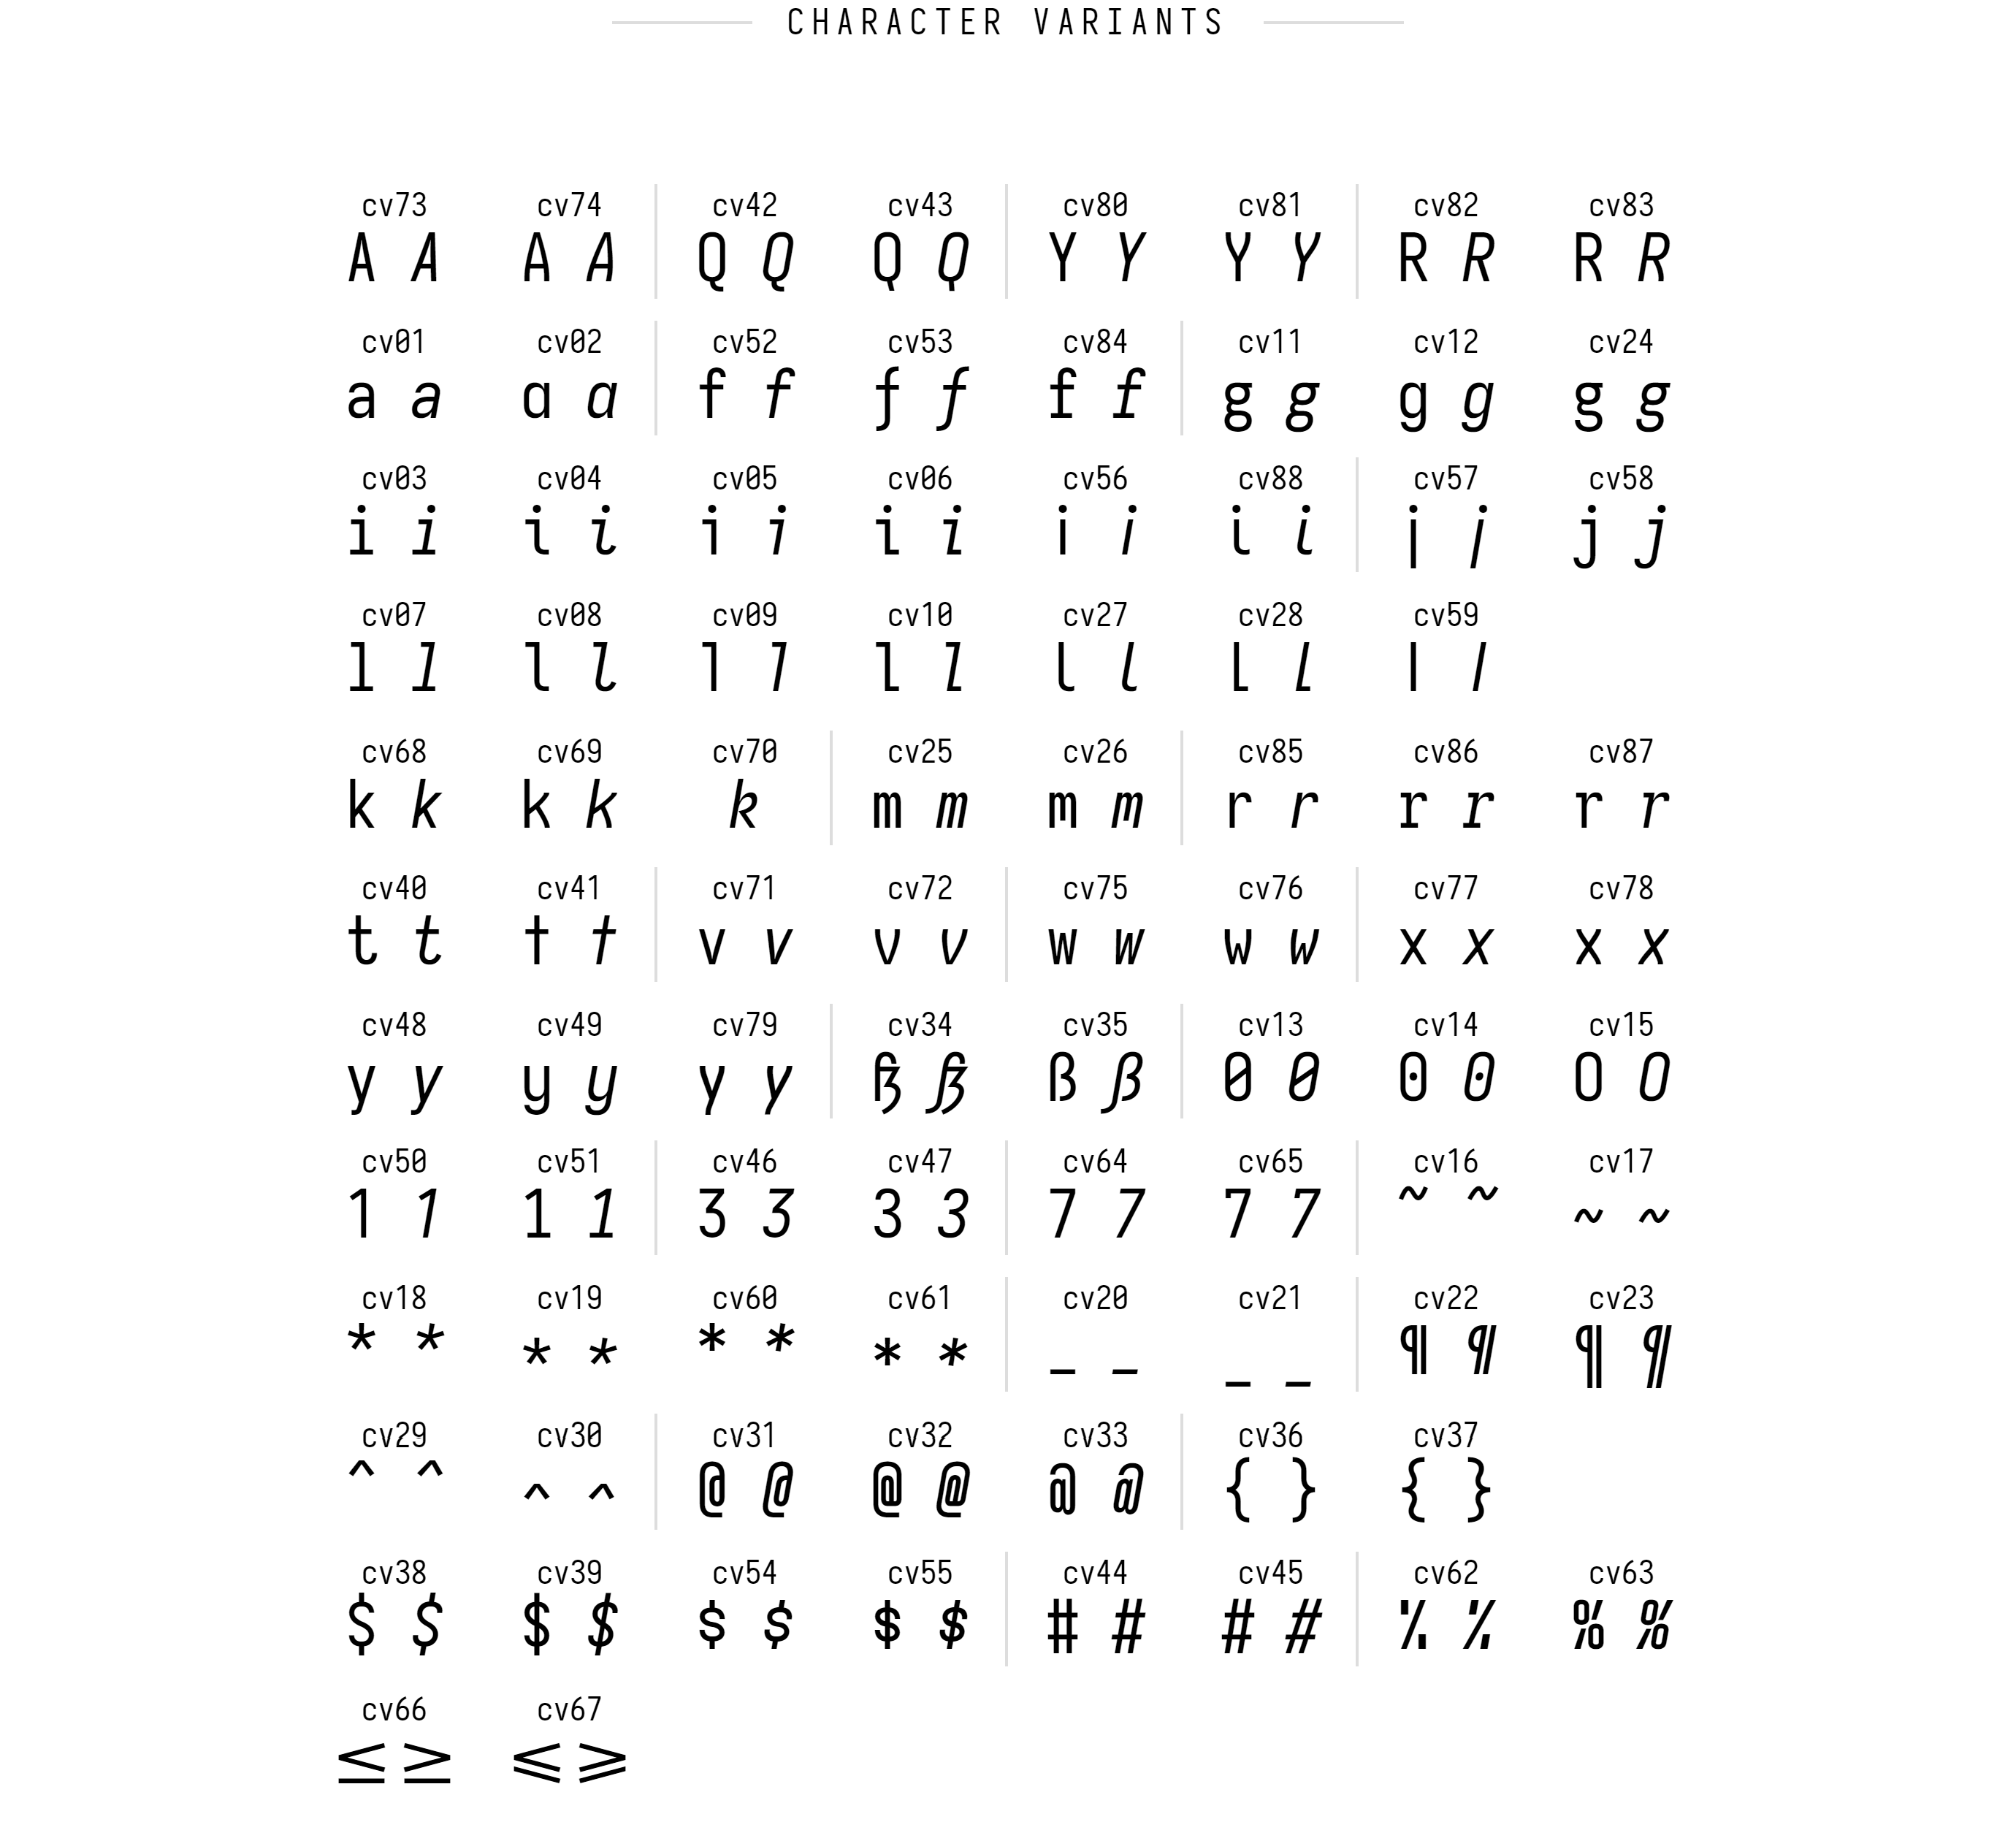 CHARACTER VARIANTS
cv73 cv74 cv42 cv43 cv80 cv81 cv82 cv83
A A A A Q Q Q Q Y Y Y Y R R R R
cv01 cv02 cv52 cv53 cv84 cv11 cv12 cv24
a a a a f f f f f f g g g g g g
cv03 cv04 cv05 cv06 cv56 cv88 cv57 cv58
i i i i i i i i i i i i j j j j
cv07 cv08 cv09 cv10 cv27 cv28 cv59
l l l l l l l l l l l l l l
cv68 cv69 cv70 cv25 cv26 cv85 cv86 cv87
k k k k k m m m m r r r r r r
cv40 cv41 cv71 cv72 cv75 cv76 cv77 cv78
t t t t v v v v w w w w x x x x
cv48 cv49 cv79 cv34 cv35 cv13 cv14 cv15
y y y y y y ß ß ß ß 0 0 0 0 0 0
cv50 cv51 cv46 cv47 cv64 cv65 cv16 cv17
1 1 1 1 3 3 3 3 7 7 7 7 ~ ~ ~ ~
cv18 cv19 cv60 cv61 cv20 cv21 cv22 cv23
* * * * * * * * _ _ _ _ ¶ ¶ ¶ ¶
cv29 cv30 cv31 cv32 cv33 cv36 cv37
^ ^ ^ ^ @ @ @ @ @ @ { } { }
cv38 cv39 cv54 cv55 cv44 cv45 cv62 cv63
$ $ $ $ $ $ $ $ # # # # % % % %
cv66 cv67
≤ ≥ ⩽ ⩾